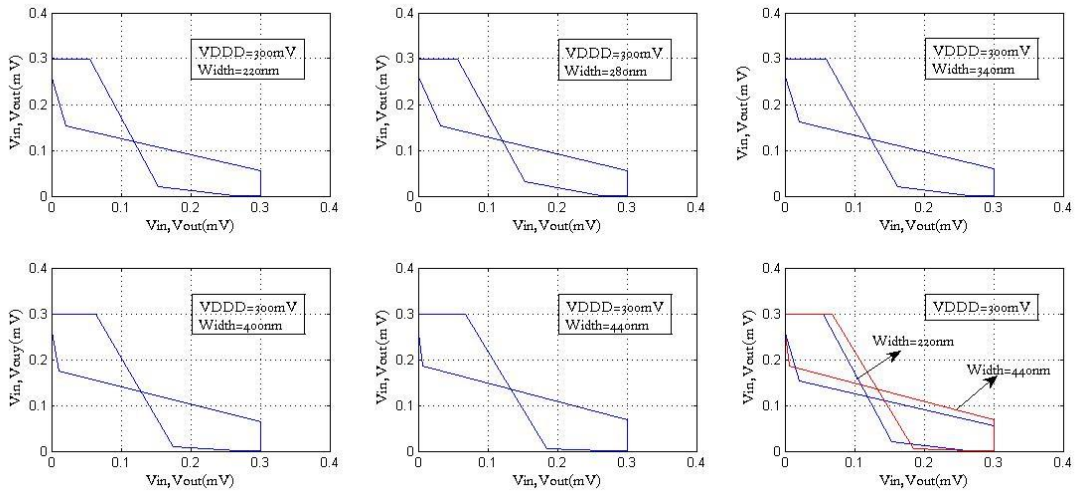 0.4
0.3
0.2
0.1
0
Vin,Vout(m V)
VDDD=300mV
Width=220nm
0 0.1 0.2 0.3 0.4
Vin,Vout(mV)
0.4
0.3
0.2
0.1
0
Vin,Vout(m V)
VDDD=300mV
Width=280nm
0 0.1 0.2 0.3 0.4
Vin,Vout(mV)
0.4
0.3
0.2
0.1
0
Vin,Vout(m V)
VDDD=300mV
Width=340nm
0 0.1 0.2 0.3 0.4
Vin,Vout(mV)
0.4
0.3
0.2
0.1
0
Vin,Vouy(m V)
VDDD=300mV
Width=400nm
0 0.1 0.2 0.3 0.4
Vin,Vout(mV)
0.4
0.3
0.2
0.1
0
Vin,Vout(m V)
VDDD=300mV
Width=440nm
0 0.1 0.2 0.3 0.4
Vin,Vout(mV)
0.4
0.3
0.2
0.1
0
Vin,Vout(m V)
VDDD=300mV
Width=220nm
Width=440nm
0 0.1 0.2 0.3 0.4
Vin,Vout(mV)